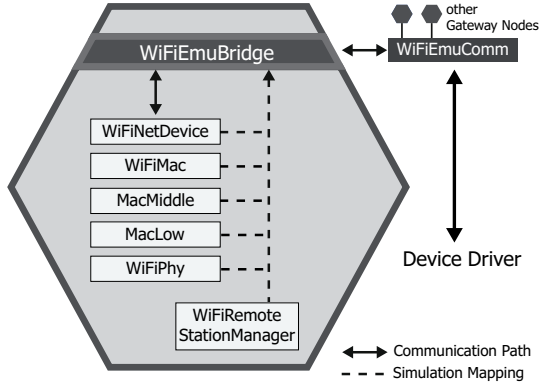 other
Gateway Nodes
WiFiEmuBridge
WiFiEmuComm
WiFiNetDevice
WiFiMac
MacMiddle
MacLow
WiFiPhy
Device Driver
WiFiRemote
StationManager
Communication Path
Simulation Mapping